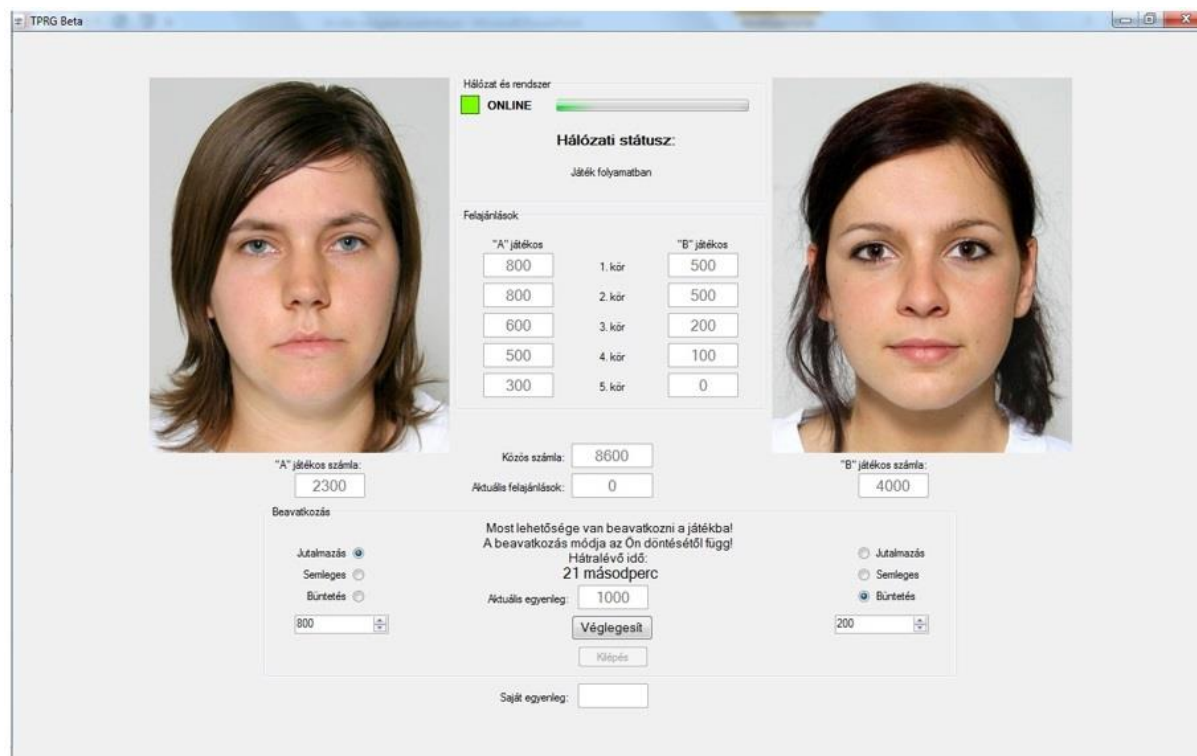 TPRG Beta
Hálózat és rendszer
ONLINE
Hálózati státusz:
Játék folyamatban
Felajánlások
"A" játékos "B" játékos
800 1. kör 500
800 2. kör 500
600 3. kör 200
500 4. kör 100
300 5. kör 0
Közös számla: 8600
"A" játékos számla: "B" játékos számla:
2300 Aktuális felajánlások: 0 4000
Beavatkozás
Most lehetősége van beavatkozni a játékba!
A beavatkozás módja az Ön döntésétől függ!
Hátralévő idő:
21 másodperc
Jutalmazás Jutalmazás
Semleges Semleges
Büntetés Aktuális egyenleg: 1000 Büntetés
800 Véglegesít 200
Kilépés
Saját egyenleg: